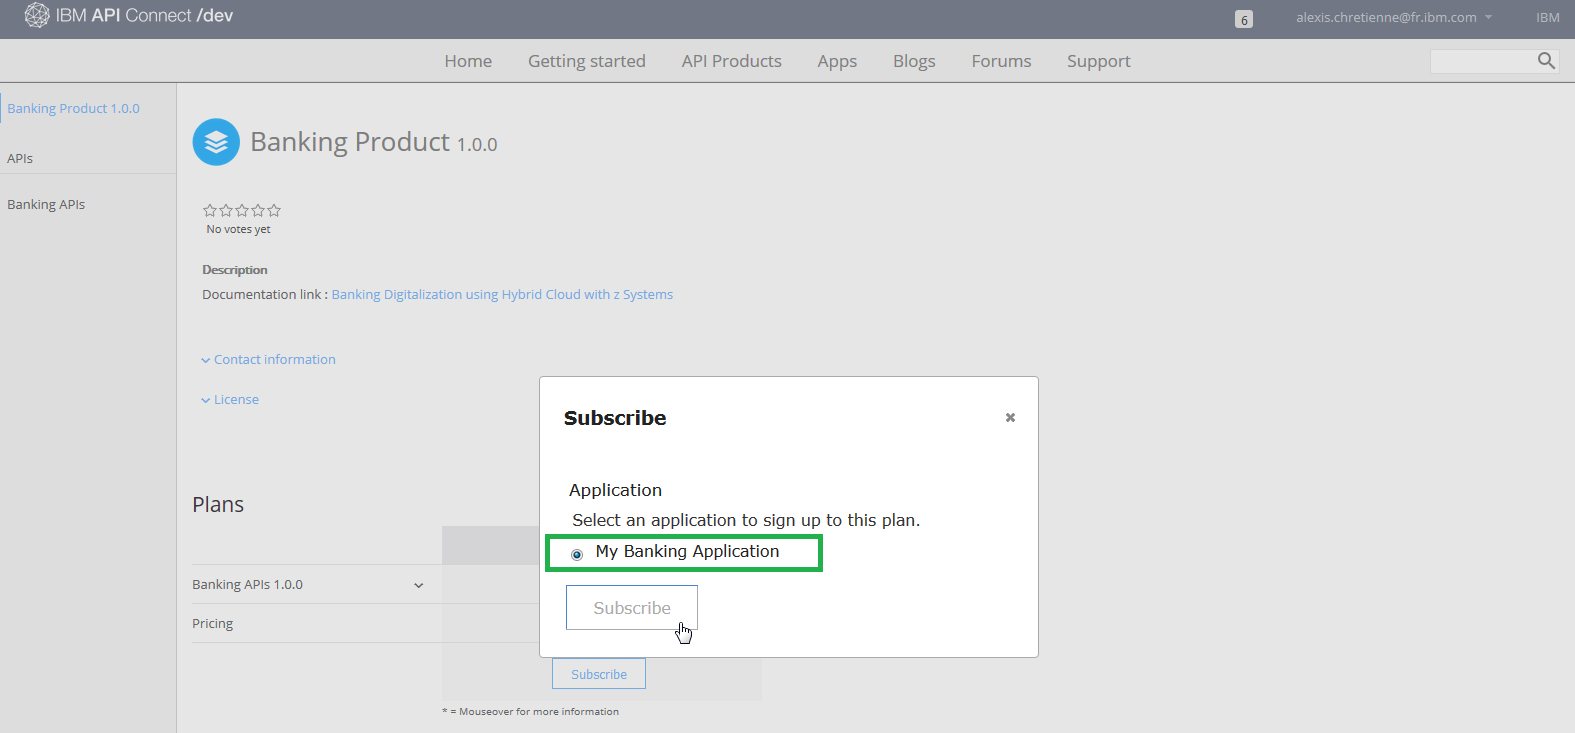 IBM API Connect /dev
6
alexis.chretienne@fr.ibm.com
IBM
Home Getting started API Products Apps Blogs Forums Support
Banking Product 1.0.0
APIs
Banking APIs
Banking Product 1.0.0
No votes yet
Description
Documentation link : Banking Digitalization using Hybrid Cloud with z Systems
Contact information
License
Subscribe
Application
Select an application to sign up to this plan.
My Banking Application
Subscribe
Plans
Banking APIs 1.0.0
Pricing
Subscribe
* = Mouseover for more information